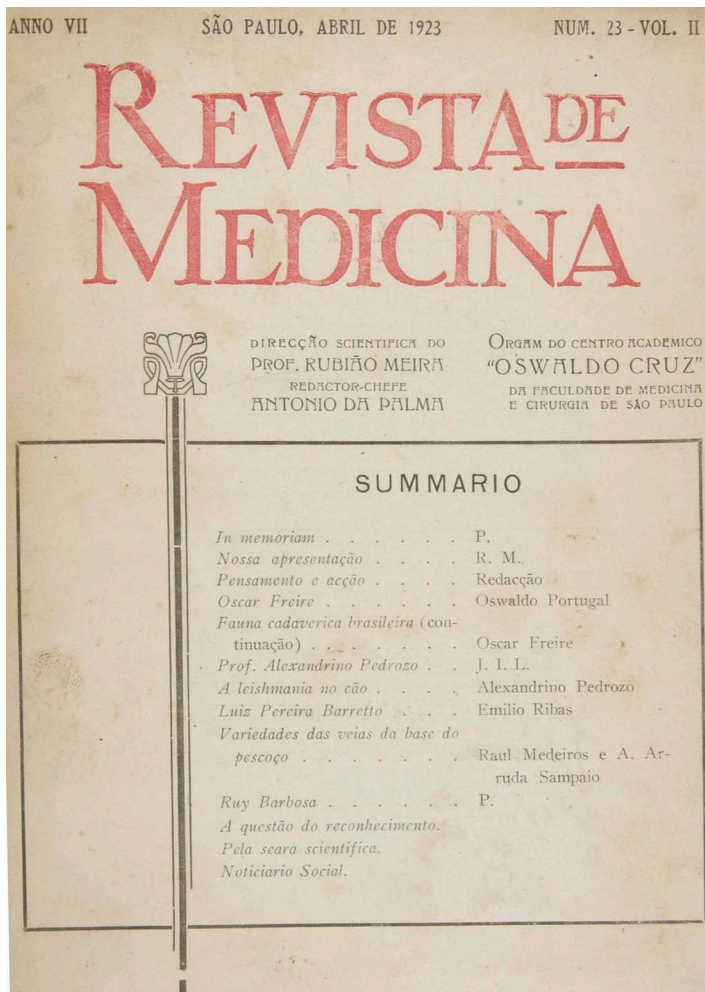 ANNO VII SÃO PAULO, ABRIL DE 1923 NUM. 23 - VOL. II
REVISTA DE
MEDICINA
DIRECÇÃO SCIENTIFICA DO
PROF. RUBIÃO MEIRA
REDACTOR-CHEFE
ANTONIO DA PALMA
ORGAM DO CENTRO ACADEMICO
"OSWALDO CRUZ"
DA FACULDADE DE MEDICINA
E CIRURGIA DE SÃO PAULO
SUMMARIO
In memoriam . . . . . . P.
Nossa apresentação . . . . R. M.
Pensamento e acção . . . . Redacção
Oscar Freire . . . . . . Oswaldo Portugal
Fauna cadaverica brasileira (con-
tinuação) . . . . . . . Oscar Freire
Prof. Alexandrino Pedrozo . . J. I. L.
A leishmania no cão . . . . Alexandrino Pedrozo
Luiz Pereira Barretto . . . Emilio Ribas
Variedades das veias da base do
pescoço . . . . . . . Raul Medeiros e A. Ar-
ruda Sampaio
Ruy Barbosa . . . . . . P.
A questão do reconhecimento.
Pela seara scientifica.
Noticiario Social.